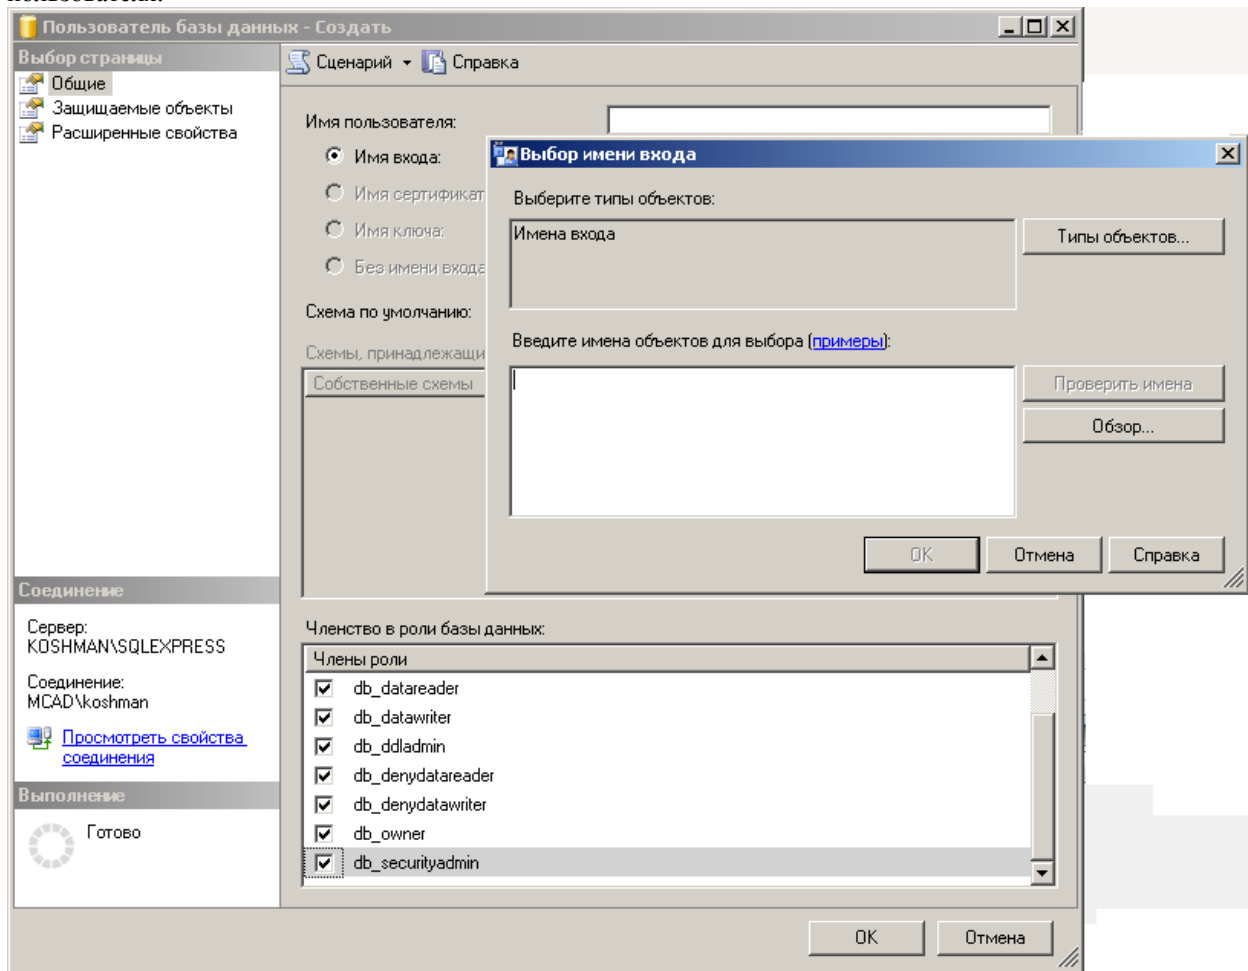 пользователя.
Пользователь базы данных - Создать
Выбор страницы
Общие
Защищаемые объекты
Расширенные свойства
Сценарий
Справка
Имя пользователя:
Имя входа:
Имя сертификат
Имя ключа:
Без имени входа
Схема по умолчанию:
Схемы, принадлежащи
Собственные схемы
Выбор имени входа
Выберите типы объектов:
Имена входа
Типы объектов...
Введите имена объектов для выбора (примеры):
Проверить имена
Обзор...
OK
Отмена
Справка
Соединение
Сервер:
KOSHMAN\SQLEXPRESS
Соединение:
MCAD\koshman
Просмотреть свойства
соединения
Выполнение
Готово
Членство в роли базы данных:
Члены роли
db_datareader
db_datawriter
db_ddladmin
db_denydatareader
db_denydatawriter
db_owner
db_securityadmin
OK
Отмена